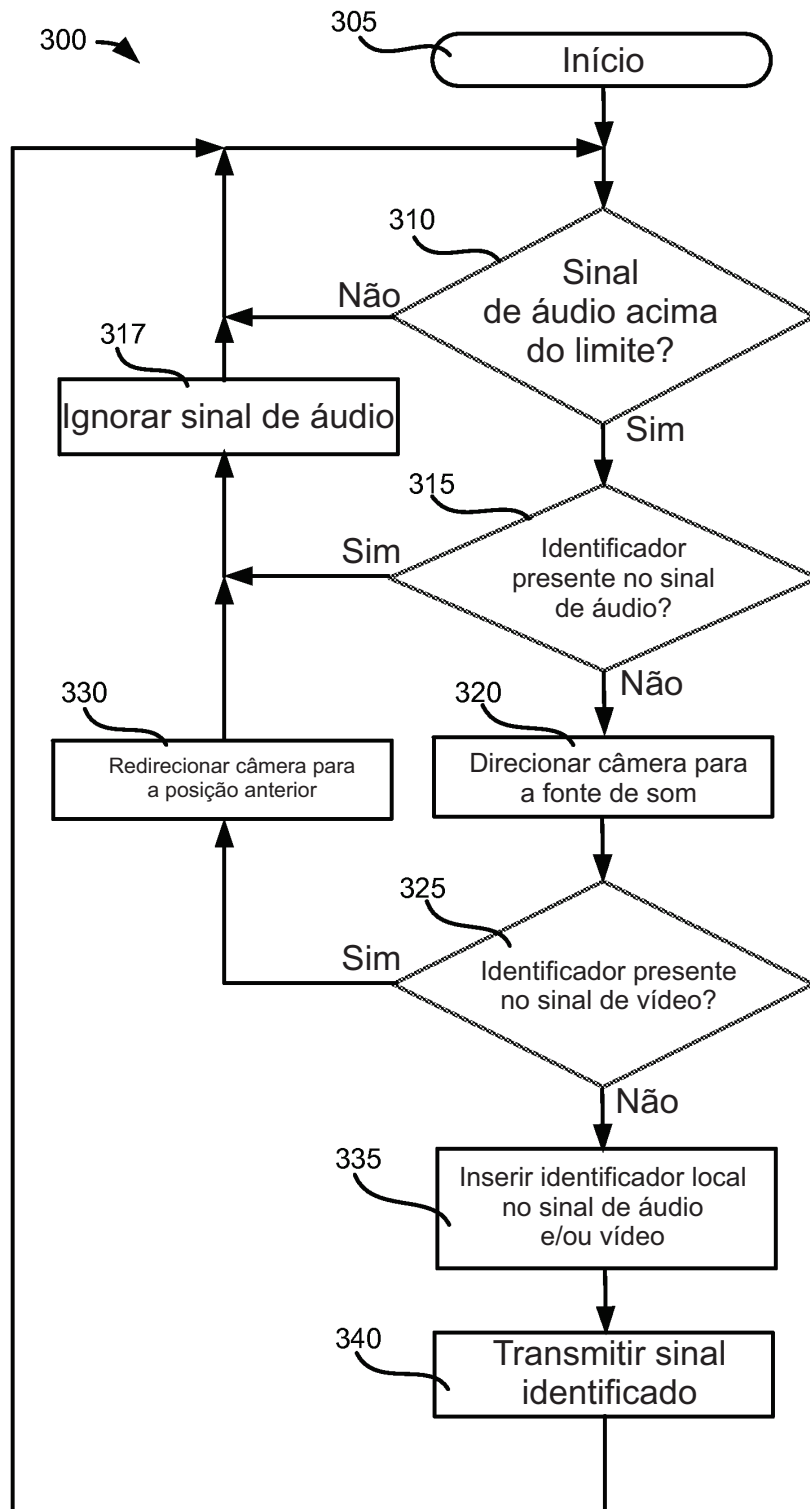 300
305
Início
310
Sinal
de áudio acima
do limite?
Não
317
Ignorar sinal de áudio
Sim
315
Sim
Identificador
presente no sinal
de áudio?
Não
330
320
Redirecionar câmera para
a posição anterior
Direcionar câmera para
a fonte de som
325
Sim
Identificador presente
no sinal de vídeo?
Não
335
Inserir identificador local
no sinal de áudio
e/ou vídeo
340
Transmitir sinal
identificado